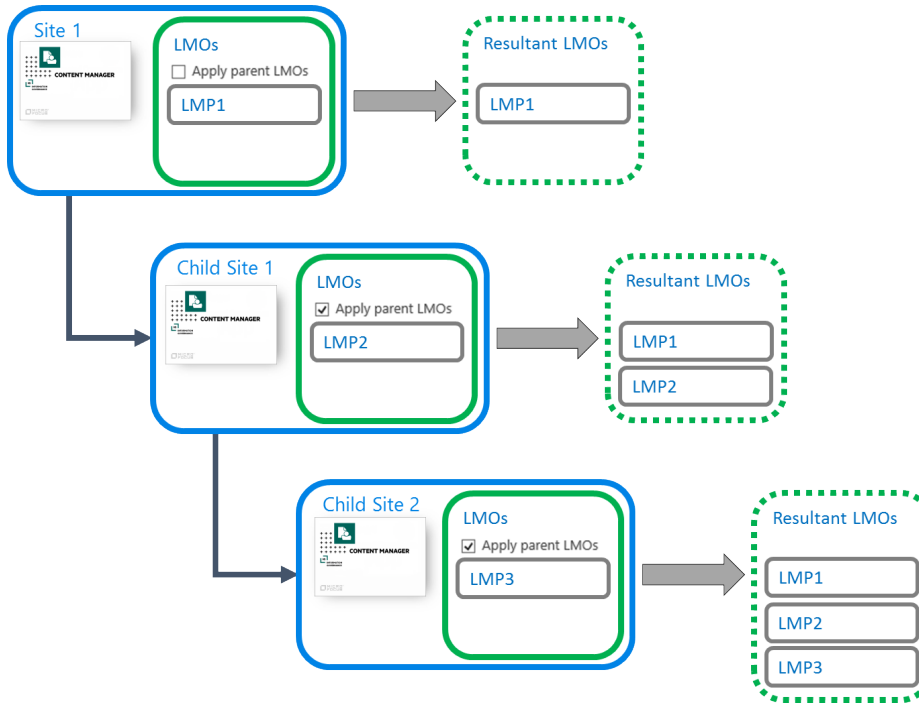 Site 1
CONTENT MANAGER
LMOs
Apply parent LMOs
LMP1
Resultant LMOs
LMP1
Child Site 1
CONTENT MANAGER
LMOs
Apply parent LMOs
LMP2
Resultant LMOs
LMP1
LMP2
Child Site 2
CONTENT MANAGER
LMOs
Apply parent LMOs
LMP3
Resultant LMOs
LMP1
LMP2
LMP3